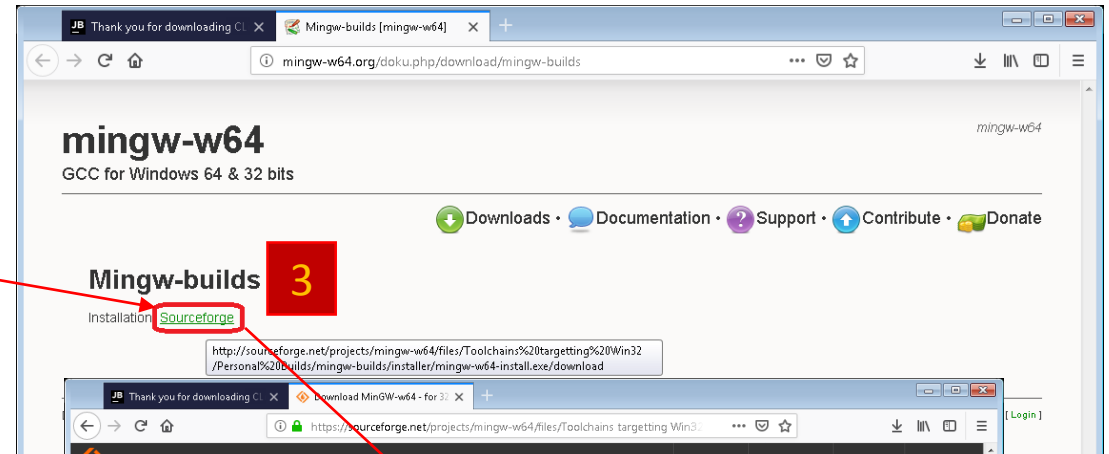 JB Thank you for downloading CL
Mingw-builds [mingw-w64]
mingw-w64.org/doku.php/download/mingw-builds
mingw-w64
mingw-w64
GCC for Windows 64 & 32 bits
Downloads • Documentation • Support • Contribute • Donate
Mingw-builds
3
Installation: Sourceforge
http://sourceforge.net/projects/mingw-w64/files/Toolchains%20targetting%20Win32
/Personal%20Builds/mingw-builds/installer/mingw-w64-install.exe/download
JB Thank you for downloading CL
Download MinGW-w64 - for 32
[ Login ]
https://sourceforge.net/projects/mingw-w64/files/Toolchains targetting Win3